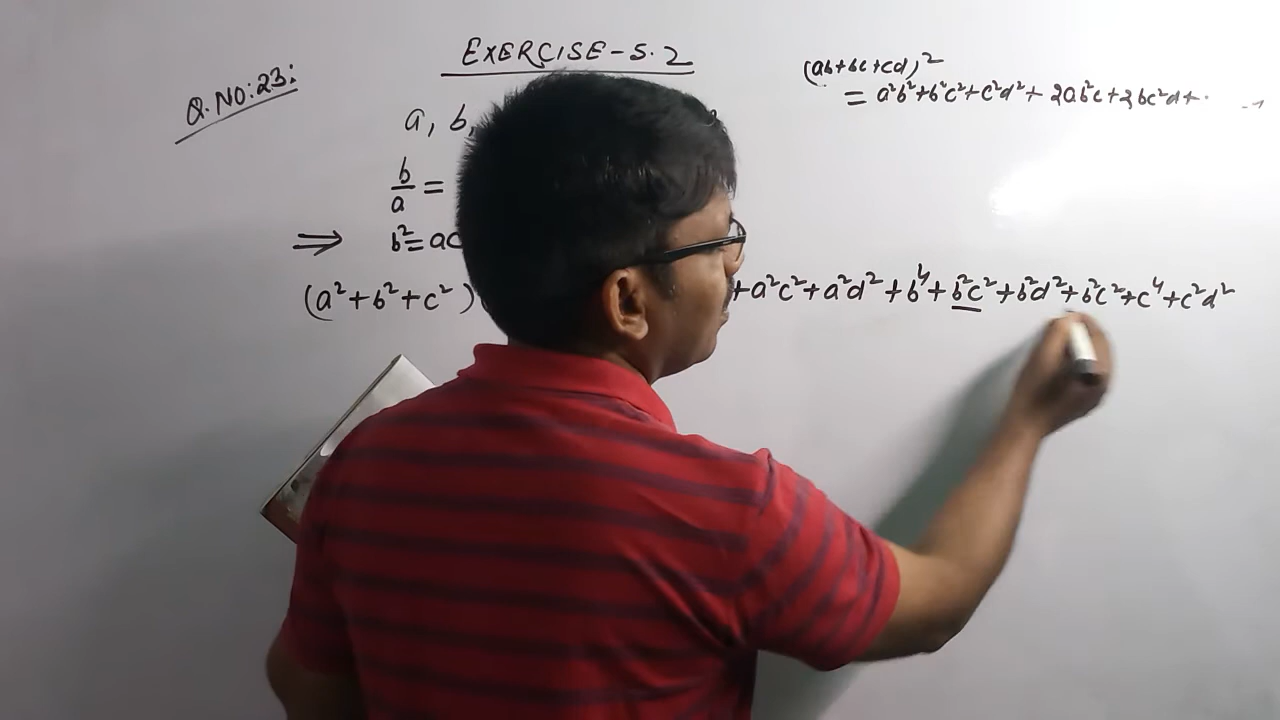 EXERCISE-5.2
Q.NO:23:
(ab+bc+cd)²
= a²b²+b²c²+c²d²+ 2ab²c+2bc²d+..
a, b,
b/a =
⇒ b²=ac
(a²+b²+c²) +a²c²+a²d²+b⁴+b²c²+b²d²+b²c²+c⁴+c²d²